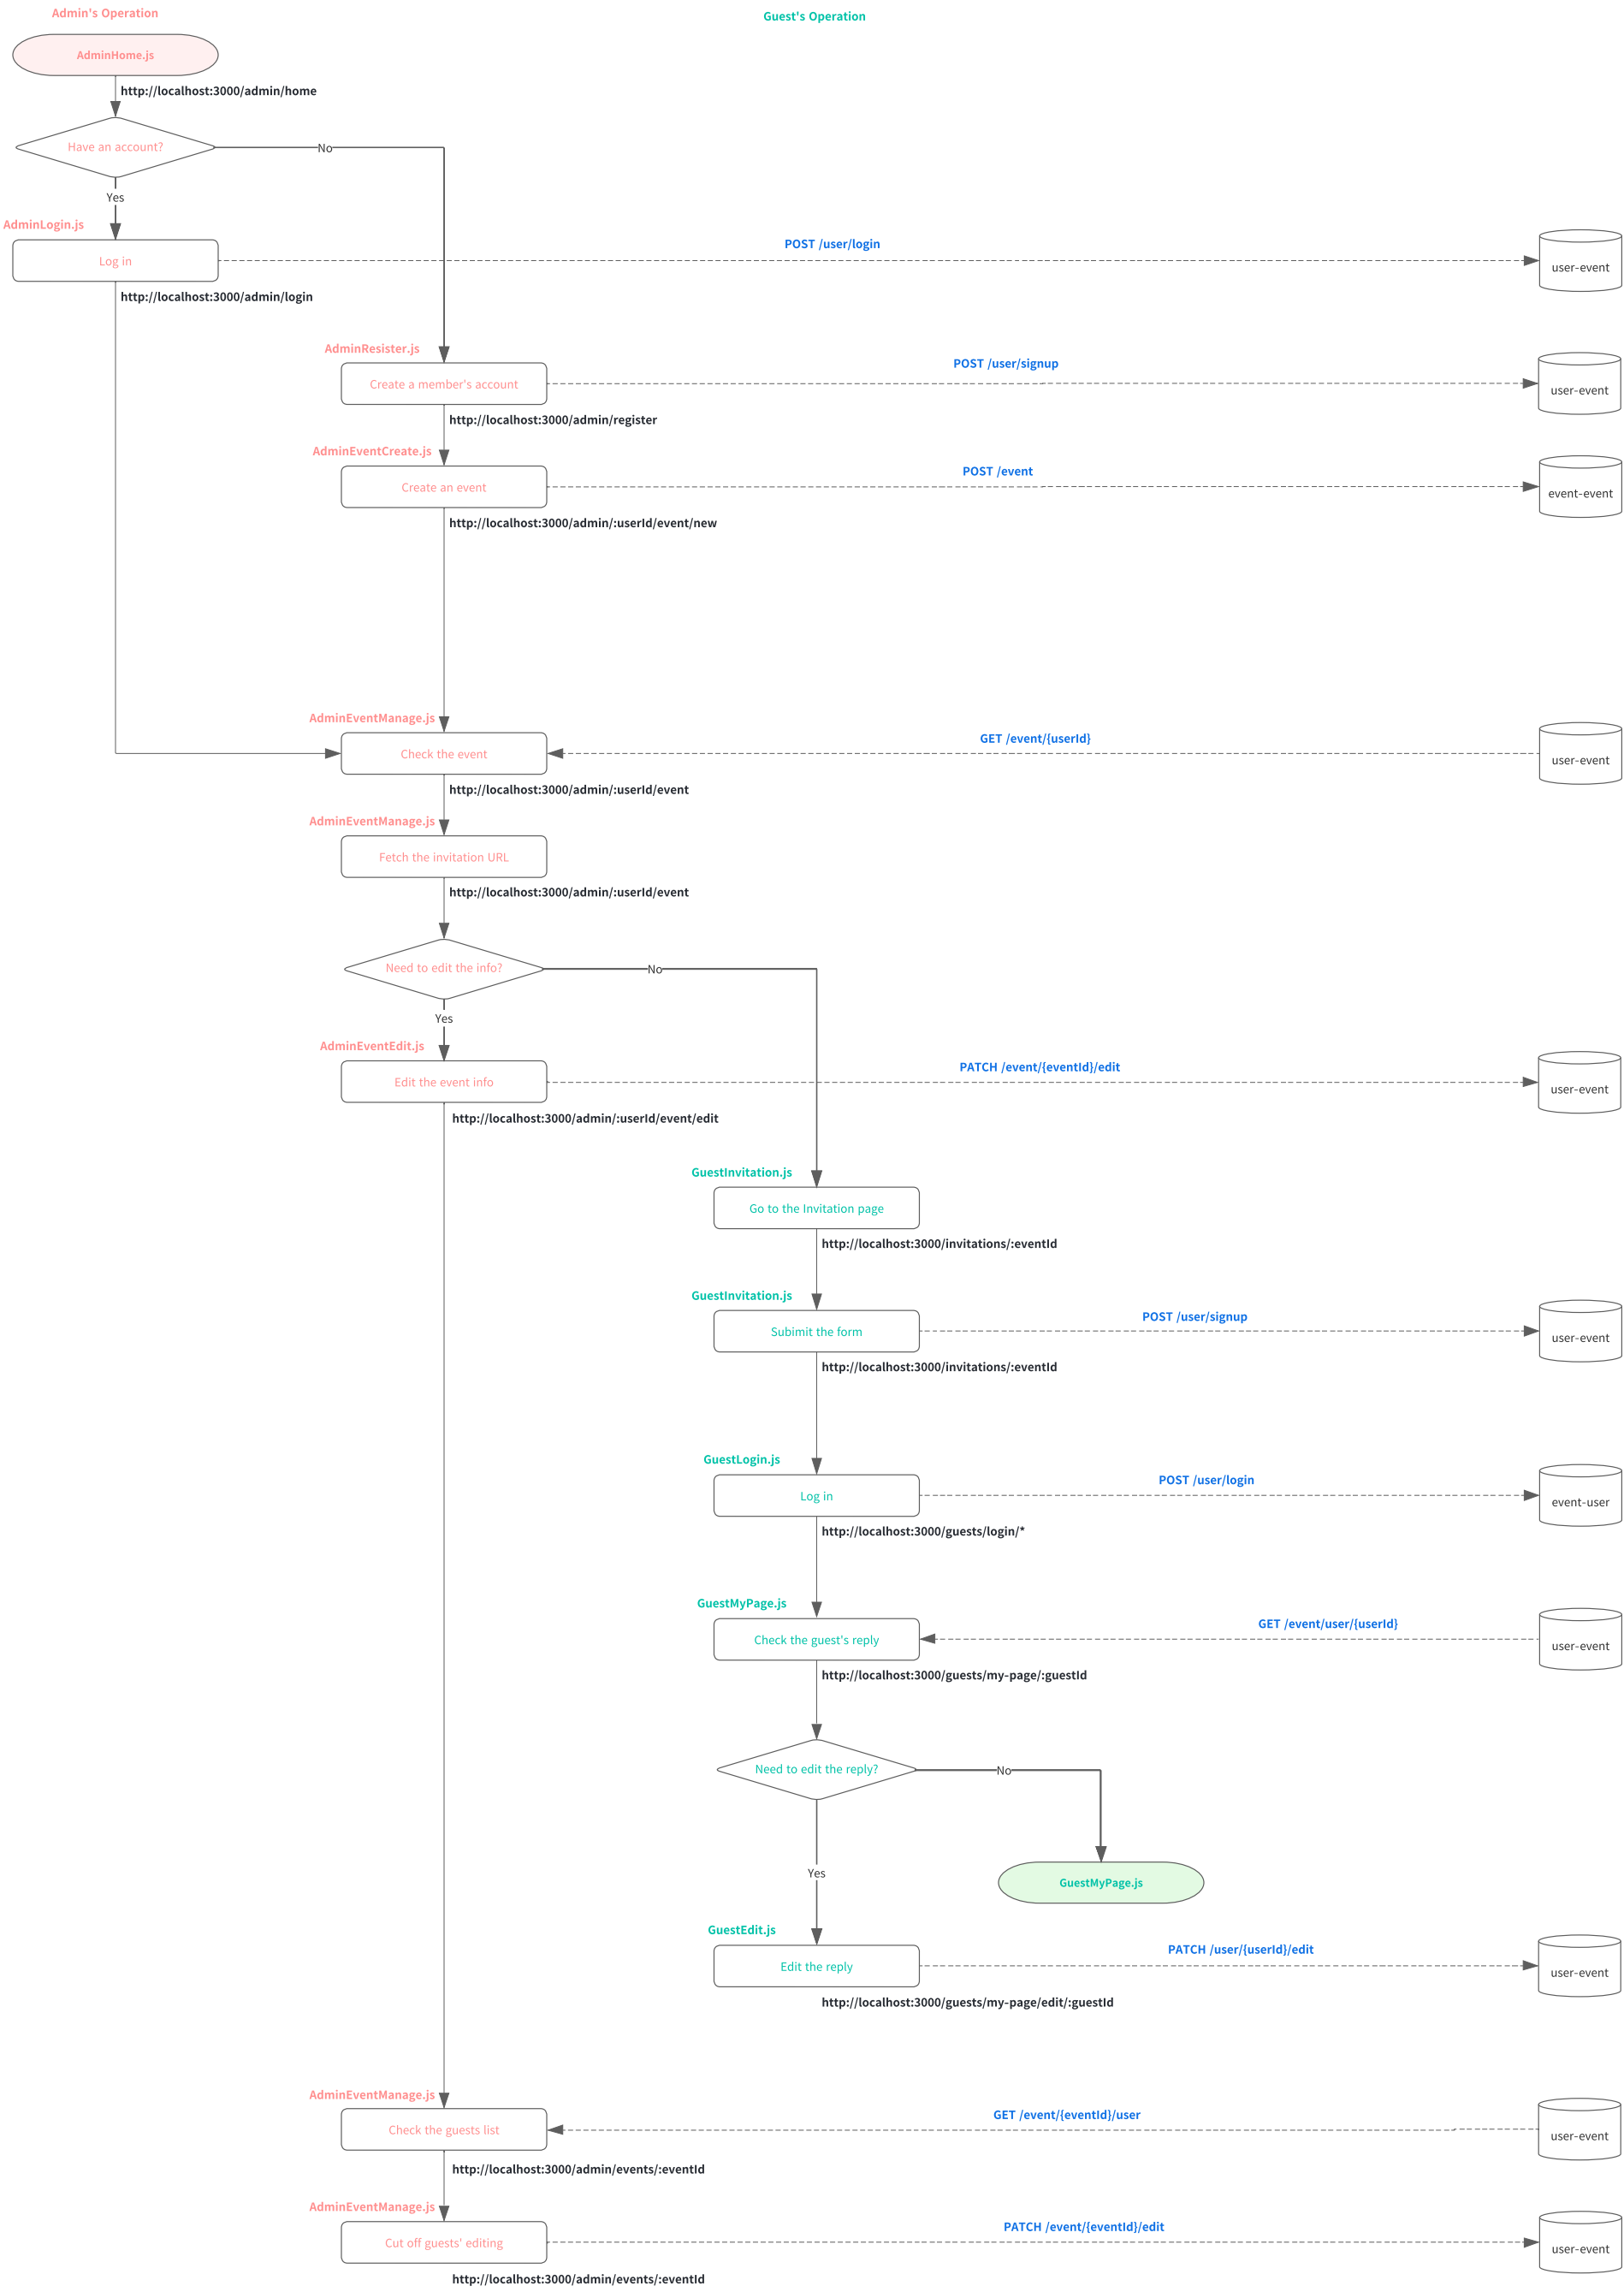 Admin's Operation
Guest's Operation
AdminHome.js
http://localhost:3000/admin/home
Have an account?
No
Yes
AdminLogin.js
POST /user/login
Log in
user-event
http://localhost:3000/admin/login
AdminResister.js
POST /user/signup
Create a member's account
user-event
http://localhost:3000/admin/register
AdminEventCreate.js
POST /event
Create an event
event-event
http://localhost:3000/admin/:userId/event/new
AdminEventManage.js
GET /event/{userId}
Check the event
user-event
http://localhost:3000/admin/:userId/event
AdminEventManage.js
Fetch the invitation URL
http://localhost:3000/admin/:userId/event
Need to edit the info?
No
Yes
AdminEventEdit.js
PATCH /event/{eventId}/edit
Edit the event info
user-event
http://localhost:3000/admin/:userId/event/edit
GuestInvitation.js
Go to the Invitation page
http://localhost:3000/invitations/:eventId
GuestInvitation.js
POST /user/signup
Subimit the form
user-event
http://localhost:3000/invitations/:eventId
GuestLogin.js
POST /user/login
Log in
event-user
http://localhost:3000/guests/login/*
GuestMyPage.js
GET /event/user/{userId}
Check the guest's reply
user-event
http://localhost:3000/guests/my-page/:guestId
Need to edit the reply?
No
Yes
GuestMyPage.js
GuestEdit.js
PATCH /user/{userId}/edit
Edit the reply
user-event
http://localhost:3000/guests/my-page/edit/:guestId
AdminEventManage.js
GET /event/{eventId}/user
Check the guests list
user-event
http://localhost:3000/admin/events/:eventId
AdminEventManage.js
PATCH /event/{eventId}/edit
Cut off guests' editing
user-event
http://localhost:3000/admin/events/:eventId